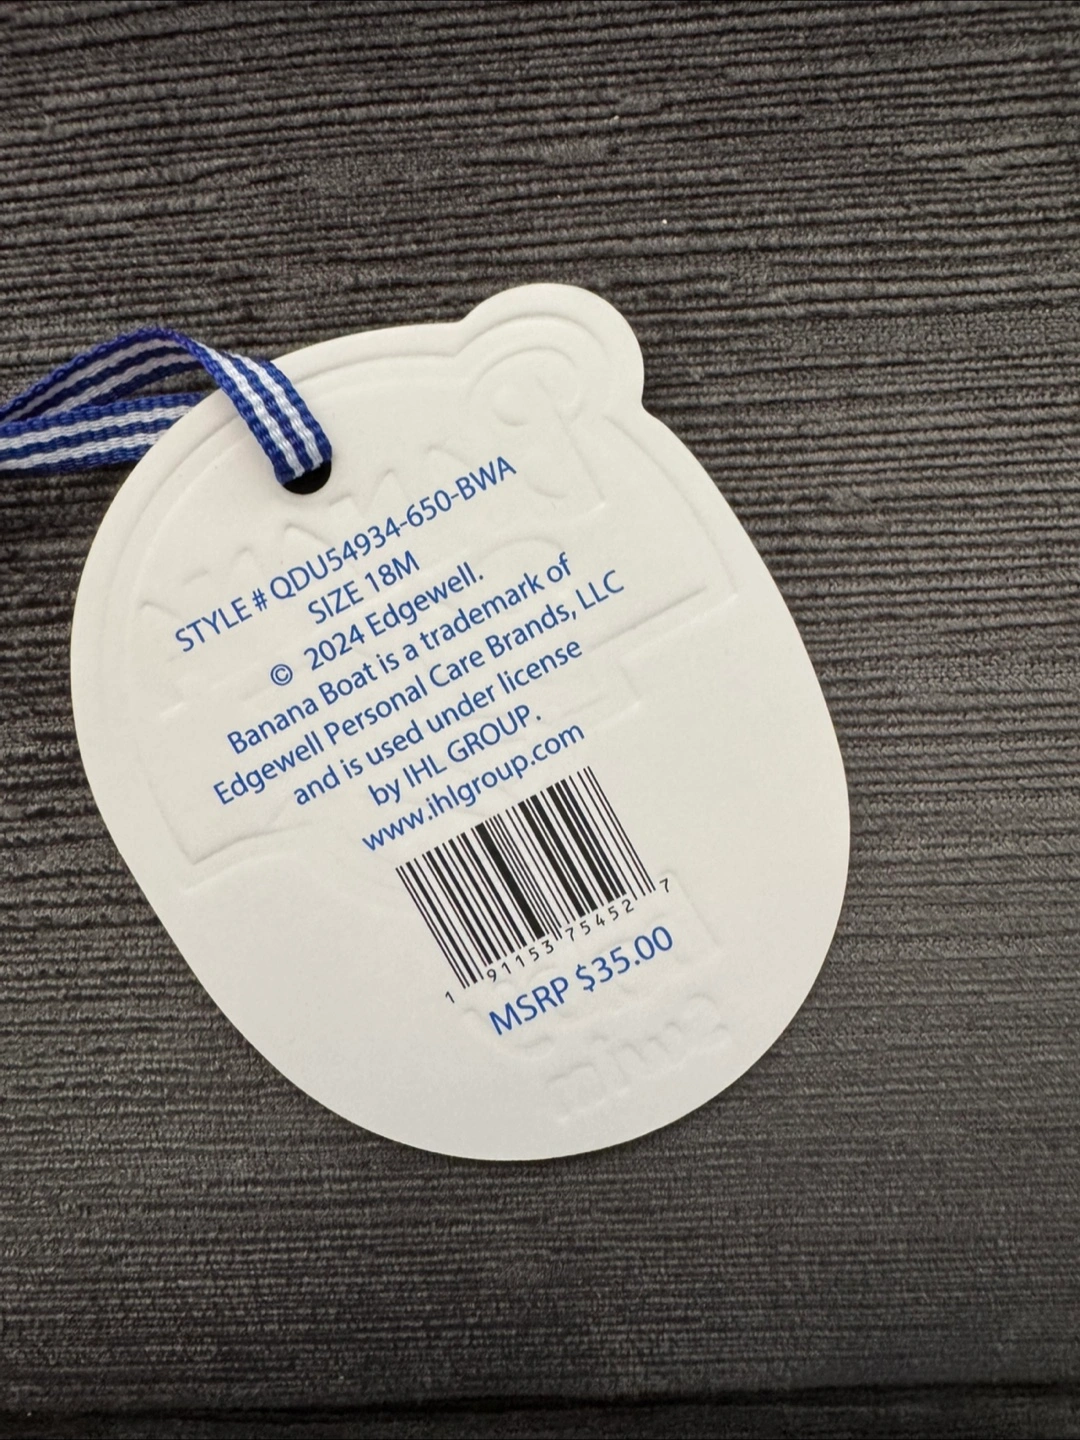 STYLE # QDU54934-650-BWA
SIZE 18M
© 2024 Edgewell.
Banana Boat is a trademark of
Edgewell Personal Care Brands, LLC
and is used under license
by IHL GROUP.
www.ihlgroup.com
1 91153 75452 7
MSRP $35.00